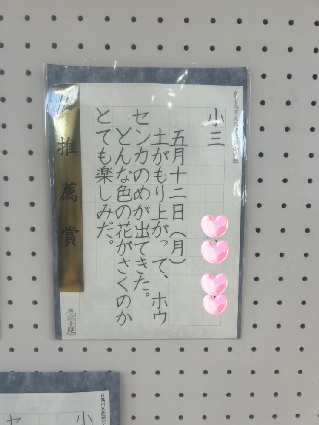 小三
五月十二日(月)
土がもり上がって、ホウ
センカのめが出てきた。
どんな色の花がさくのか
とても楽しみだ。
推薦賞